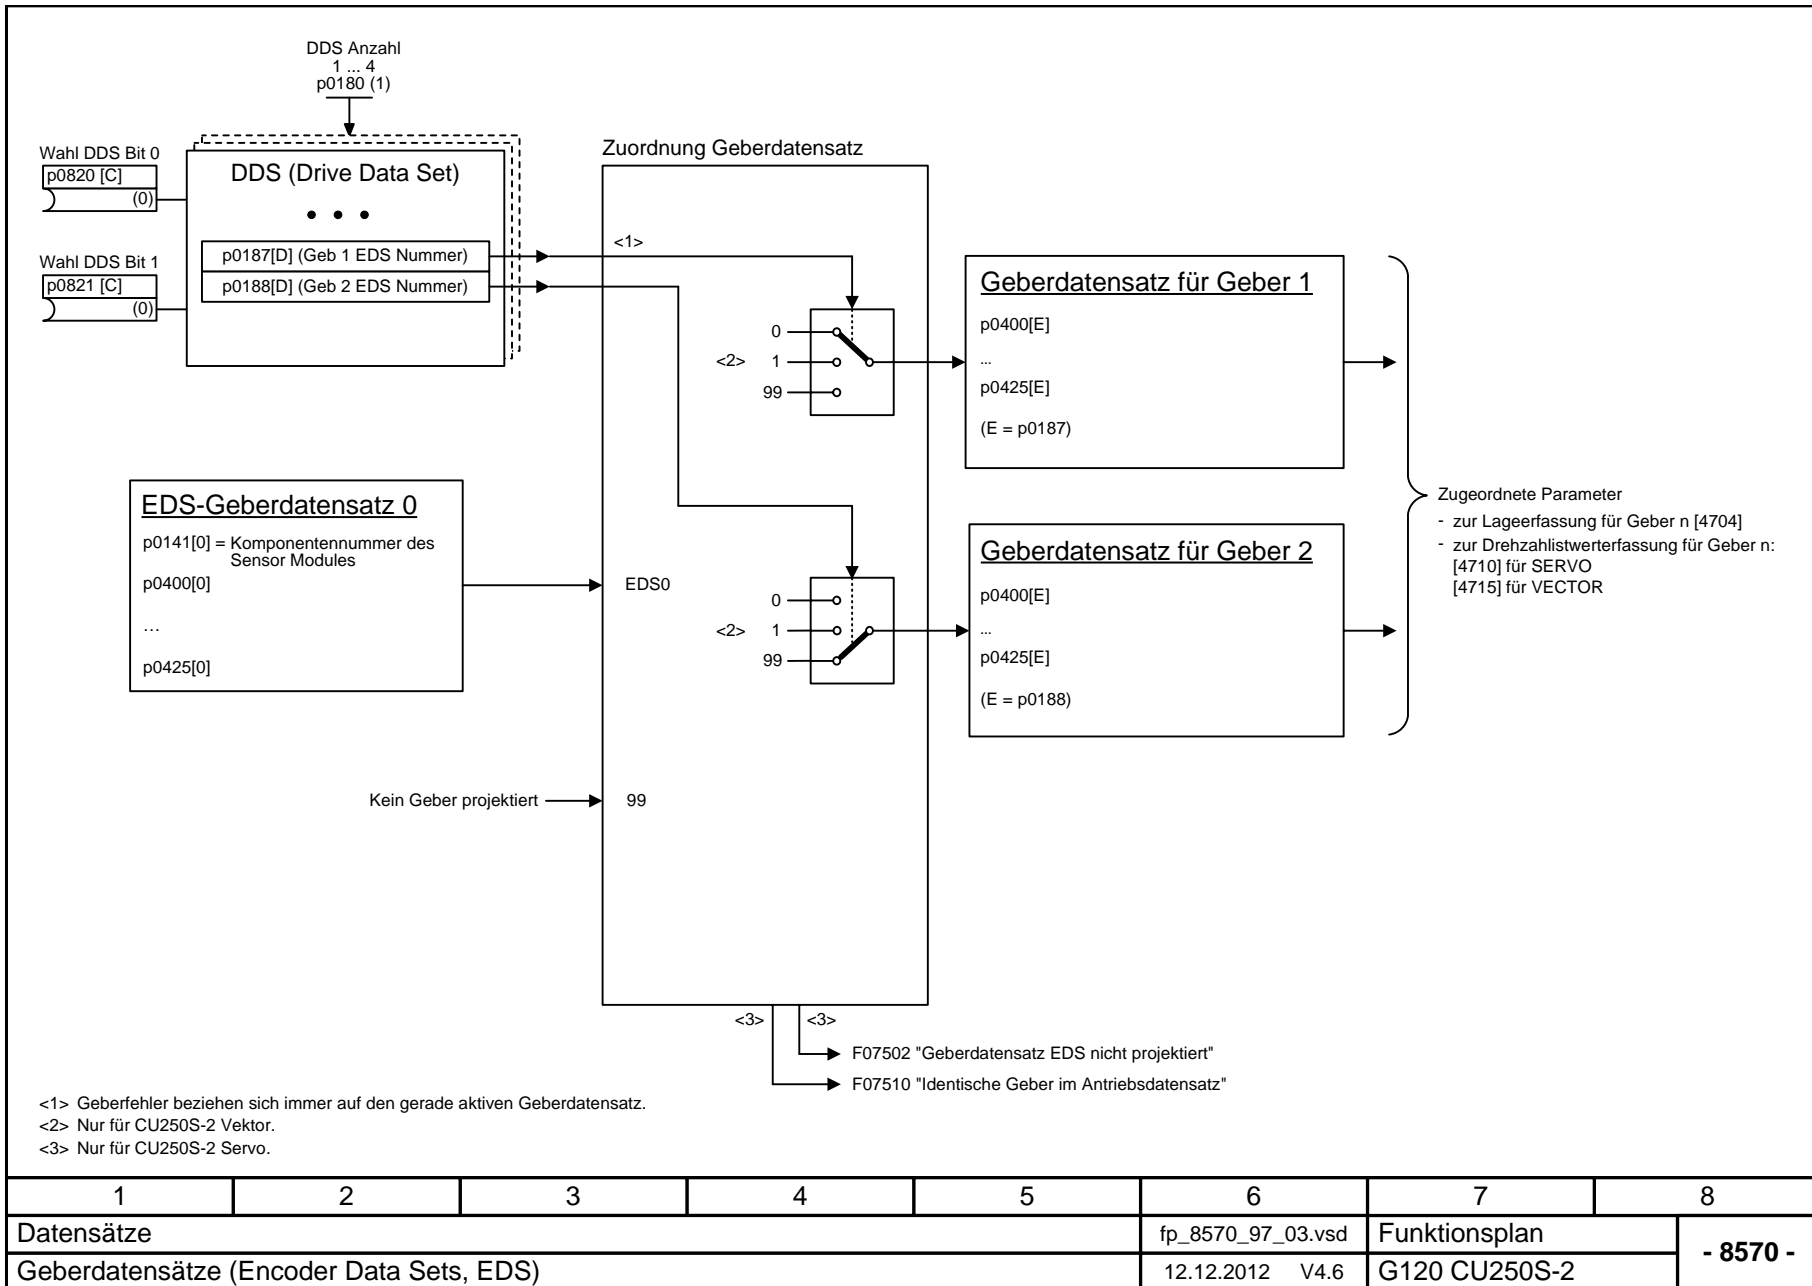 DDS Anzahl
1 ... 4
p0180 (1)
Wahl DDS Bit 0
p0820 [C]
(0)
Wahl DDS Bit 1
p0821 [C]
(0)
DDS (Drive Data Set)
• • •
p0187[D] (Geb 1 EDS Nummer)
p0188[D] (Geb 2 EDS Nummer)
Zuordnung Geberdatensatz
<1>
0
<2> 1
99
Geberdatensatz für Geber 1
p0400[E]
...
p0425[E]
(E = p0187)
EDS-Geberdatensatz 0
p0141[0] = Komponentennummer des
Sensor Modules
p0400[0]
…
p0425[0]
EDS0
0
<2> 1
99
Geberdatensatz für Geber 2
p0400[E]
...
p0425[E]
(E = p0188)
Zugeordnete Parameter
- zur Lageerfassung für Geber n [4704]
- zur Drehzahlistwerterfassung für Geber n:
[4710] für SERVO
[4715] für VECTOR
Kein Geber projektiert
99
<3> <3>
F07502 "Geberdatensatz EDS nicht projektiert"
F07510 "Identische Geber im Antriebsdatensatz"
<1> Geberfehler beziehen sich immer auf den gerade aktiven Geberdatensatz.
<2> Nur für CU250S-2 Vektor.
<3> Nur für CU250S-2 Servo.
1 2 3 4 5 6 7 8
Datensätze fp_8570_97_03.vsd Funktionsplan
- 8570 -
Geberdatensätze (Encoder Data Sets, EDS) 12.12.2012 V4.6 G120 CU250S-2